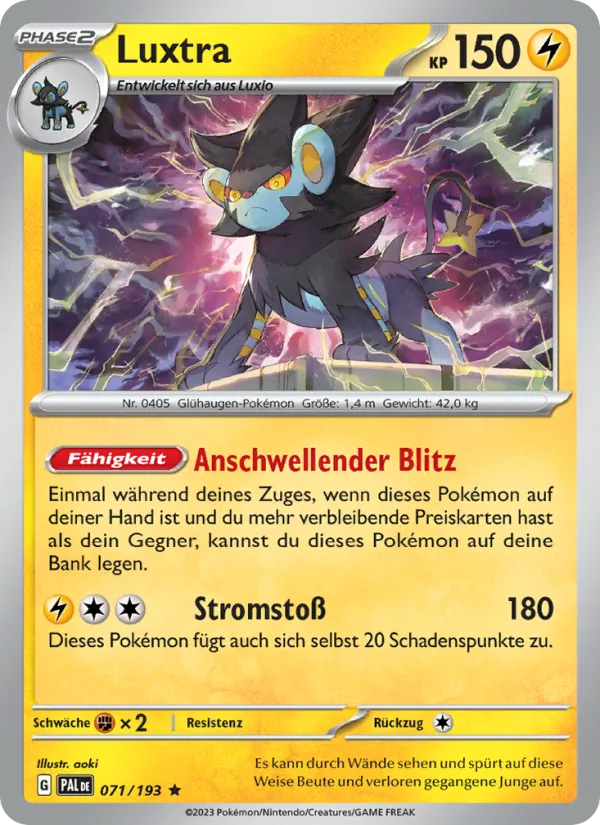 PHASE2
Luxtra
KP 150
Entwickelt sich aus Luxio
Nr. 0405 Glühaugen-Pokémon Größe: 1,4 m Gewicht: 42,0 kg
Fähigkeit Anschwellender Blitz
Einmal während deines Zuges, wenn dieses Pokémon auf
deiner Hand ist und du mehr verbleibende Preiskarten hast
als dein Gegner, kannst du dieses Pokémon auf deine
Bank legen.
Stromstoß 180
Dieses Pokémon fügt auch sich selbst 20 Schadenspunkte zu.
Schwäche ×2 Resistenz Rückzug
Illustr. aoki
G PAL DE 071/193 ★
Es kann durch Wände sehen und spürt auf diese
Weise Beute und verloren gegangene Junge auf.
©2023 Pokémon/Nintendo/Creatures/GAME FREAK